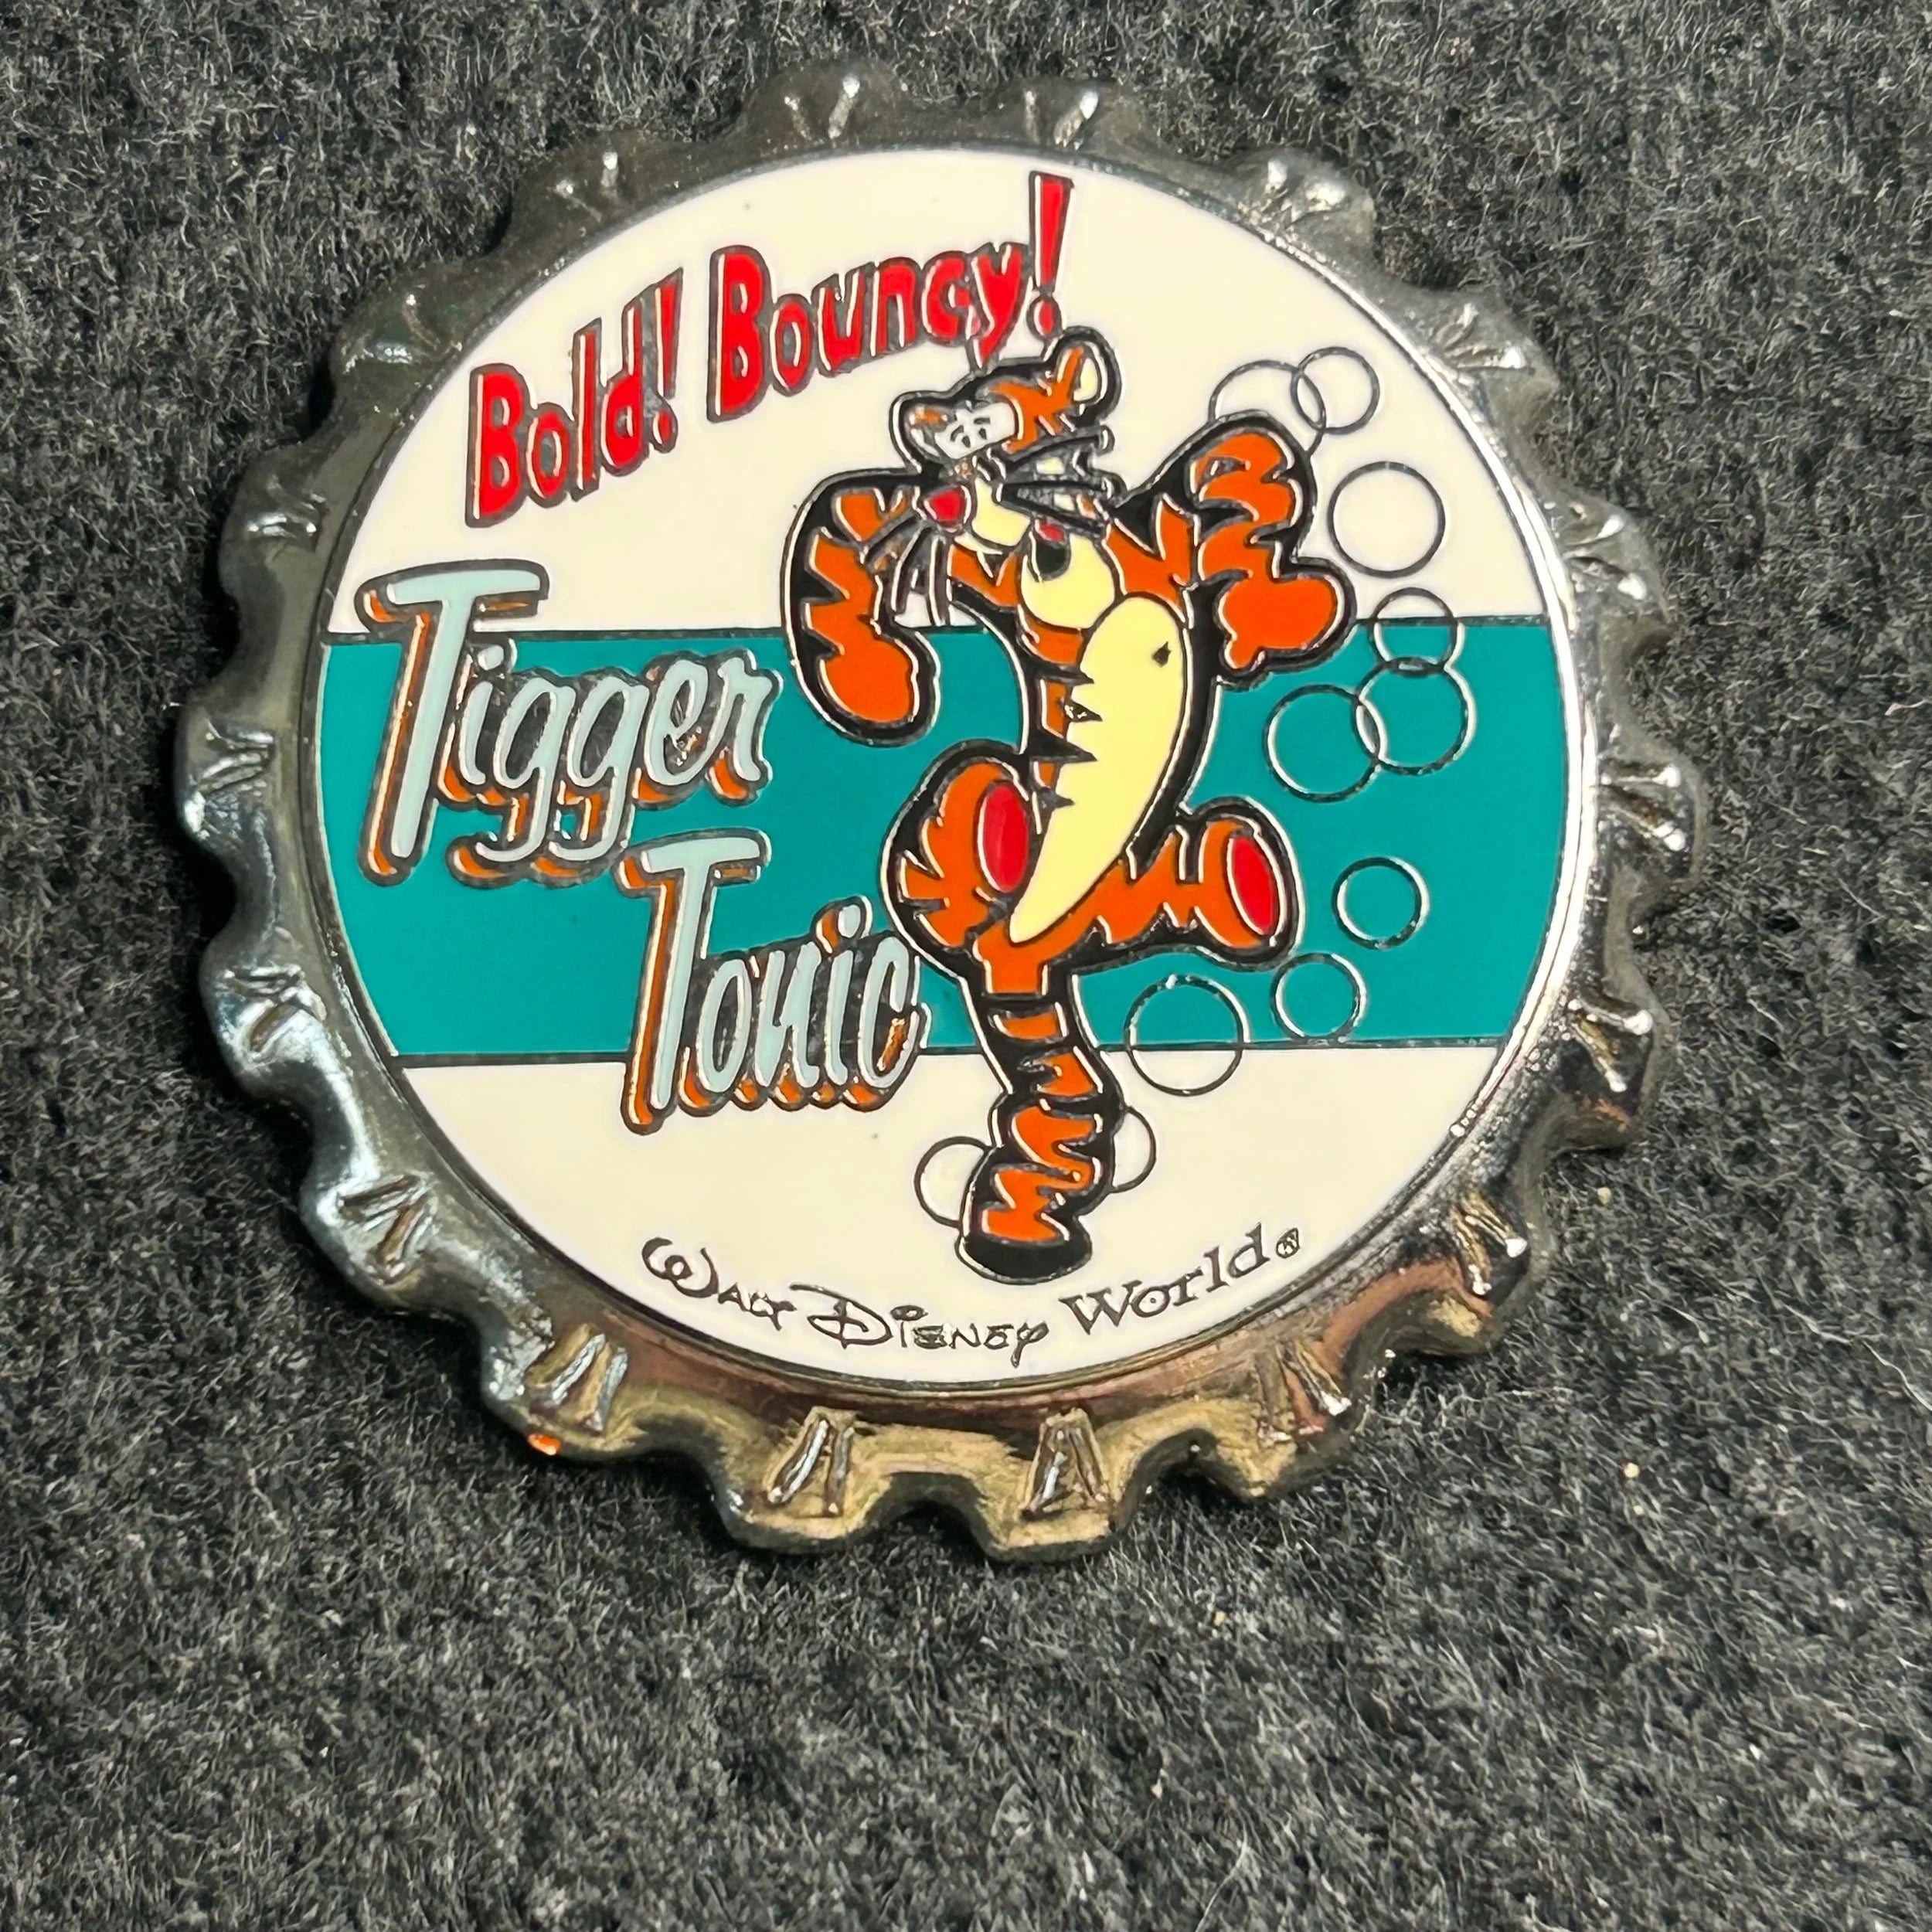 Bold! Bouncy!
Tigger
Tonic
Walt Disney World®